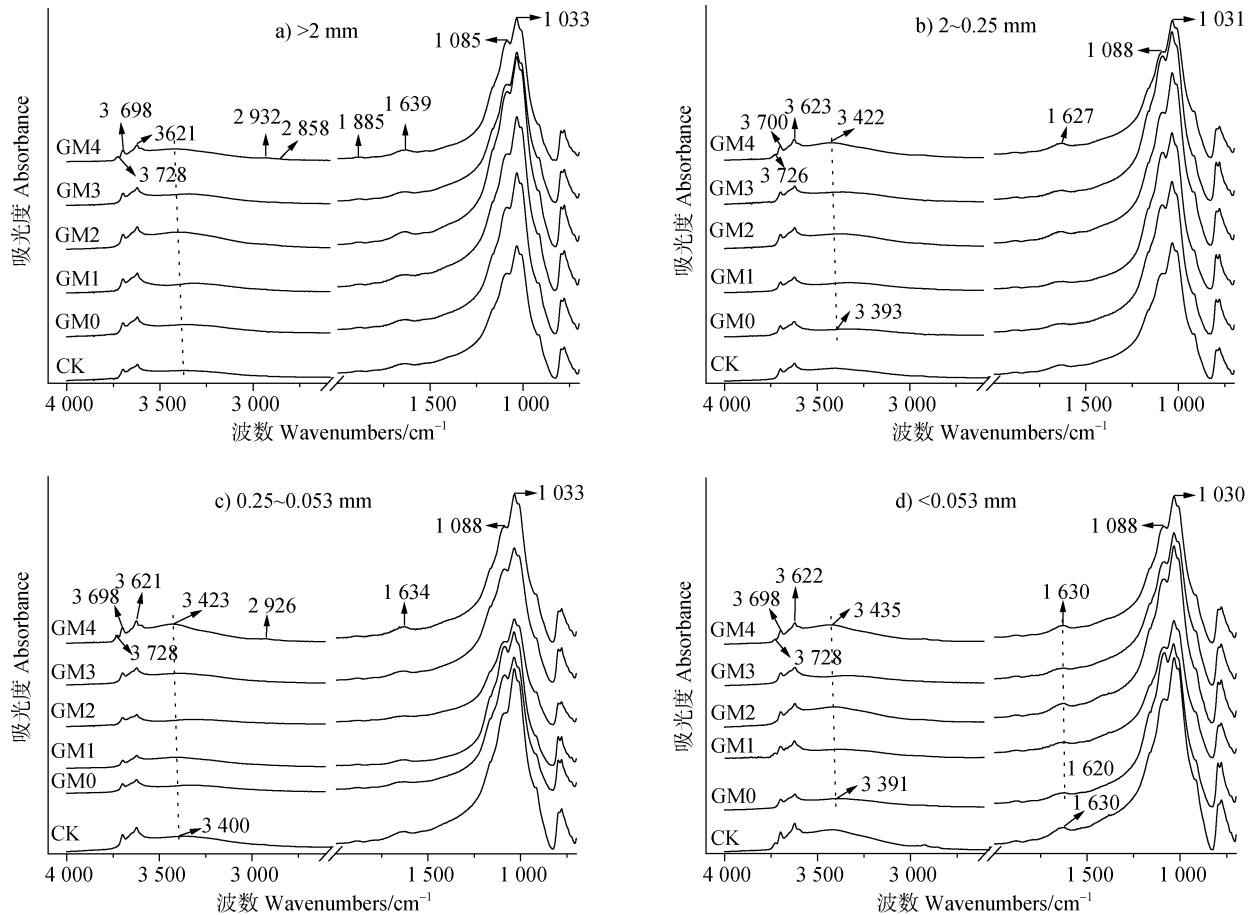 a) >2 mm
1 033
1 085
3 698
3621
2 932
2 858
1 885
1 639
3 728
GM4
GM3
GM2
GM1
GM0
CK
吸光度 Absorbance
4 000
3 500
3 000
1 500
1 000
波数 Wavenumbers/cm⁻¹
b) 2~0.25 mm
1 031
1 088
3 700
3 623
3 422
1 627
3 726
GM4
GM3
GM2
GM1
GM0
3 393
CK
吸光度 Absorbance
4 000
3 500
3 000
1 500
1 000
波数 Wavenumbers/cm⁻¹
c) 0.25~0.053 mm
1 033
1 088
3 698
3 621
3 423
2 926
1 634
3 728
GM4
GM3
GM2
GM1
GM0
CK
3 400
吸光度 Absorbance
4 000
3 500
3 000
1 500
1 000
波数 Wavenumbers/cm⁻¹
d) <0.053 mm
1 030
1 088
3 698
3 622
3 435
1 630
3 728
GM4
GM3
GM2
GM1
GM0
3 391
1 620
1 630
CK
吸光度 Absorbance
4 000
3 500
3 000
1 500
1 000
波数 Wavenumbers/cm⁻¹